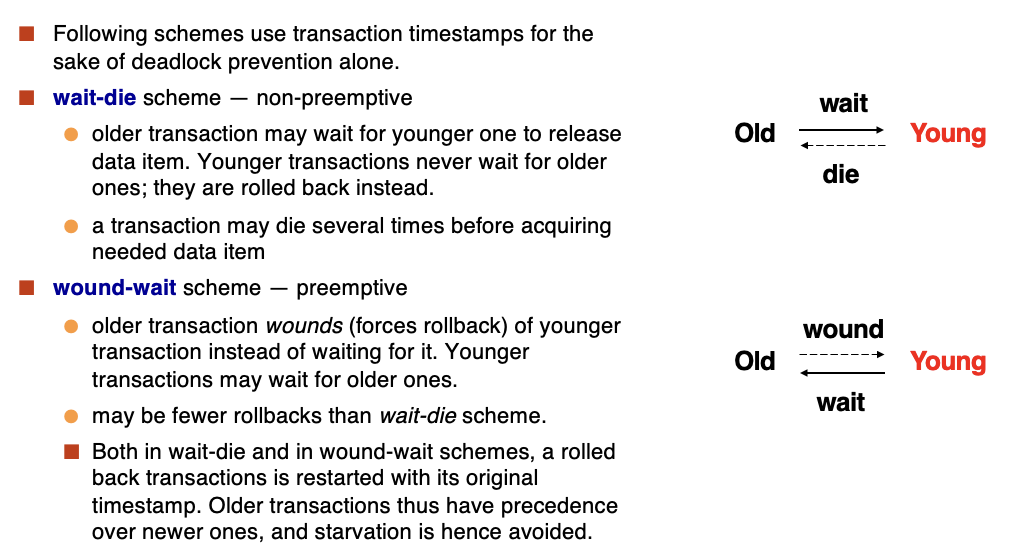 Following schemes use transaction timestamps for the
sake of deadlock prevention alone.
wait-die scheme — non-preemptive
older transaction may wait for younger one to release
data item. Younger transactions never wait for older
ones; they are rolled back instead.
a transaction may die several times before acquiring
needed data item
wait
Old Young
die
wound-wait scheme — preemptive
older transaction wounds (forces rollback) of younger
transaction instead of waiting for it. Younger
transactions may wait for older ones.
may be fewer rollbacks than wait-die scheme.
Both in wait-die and in wound-wait schemes, a rolled
back transactions is restarted with its original
timestamp. Older transactions thus have precedence
over newer ones, and starvation is hence avoided.
wound
Old Young
wait